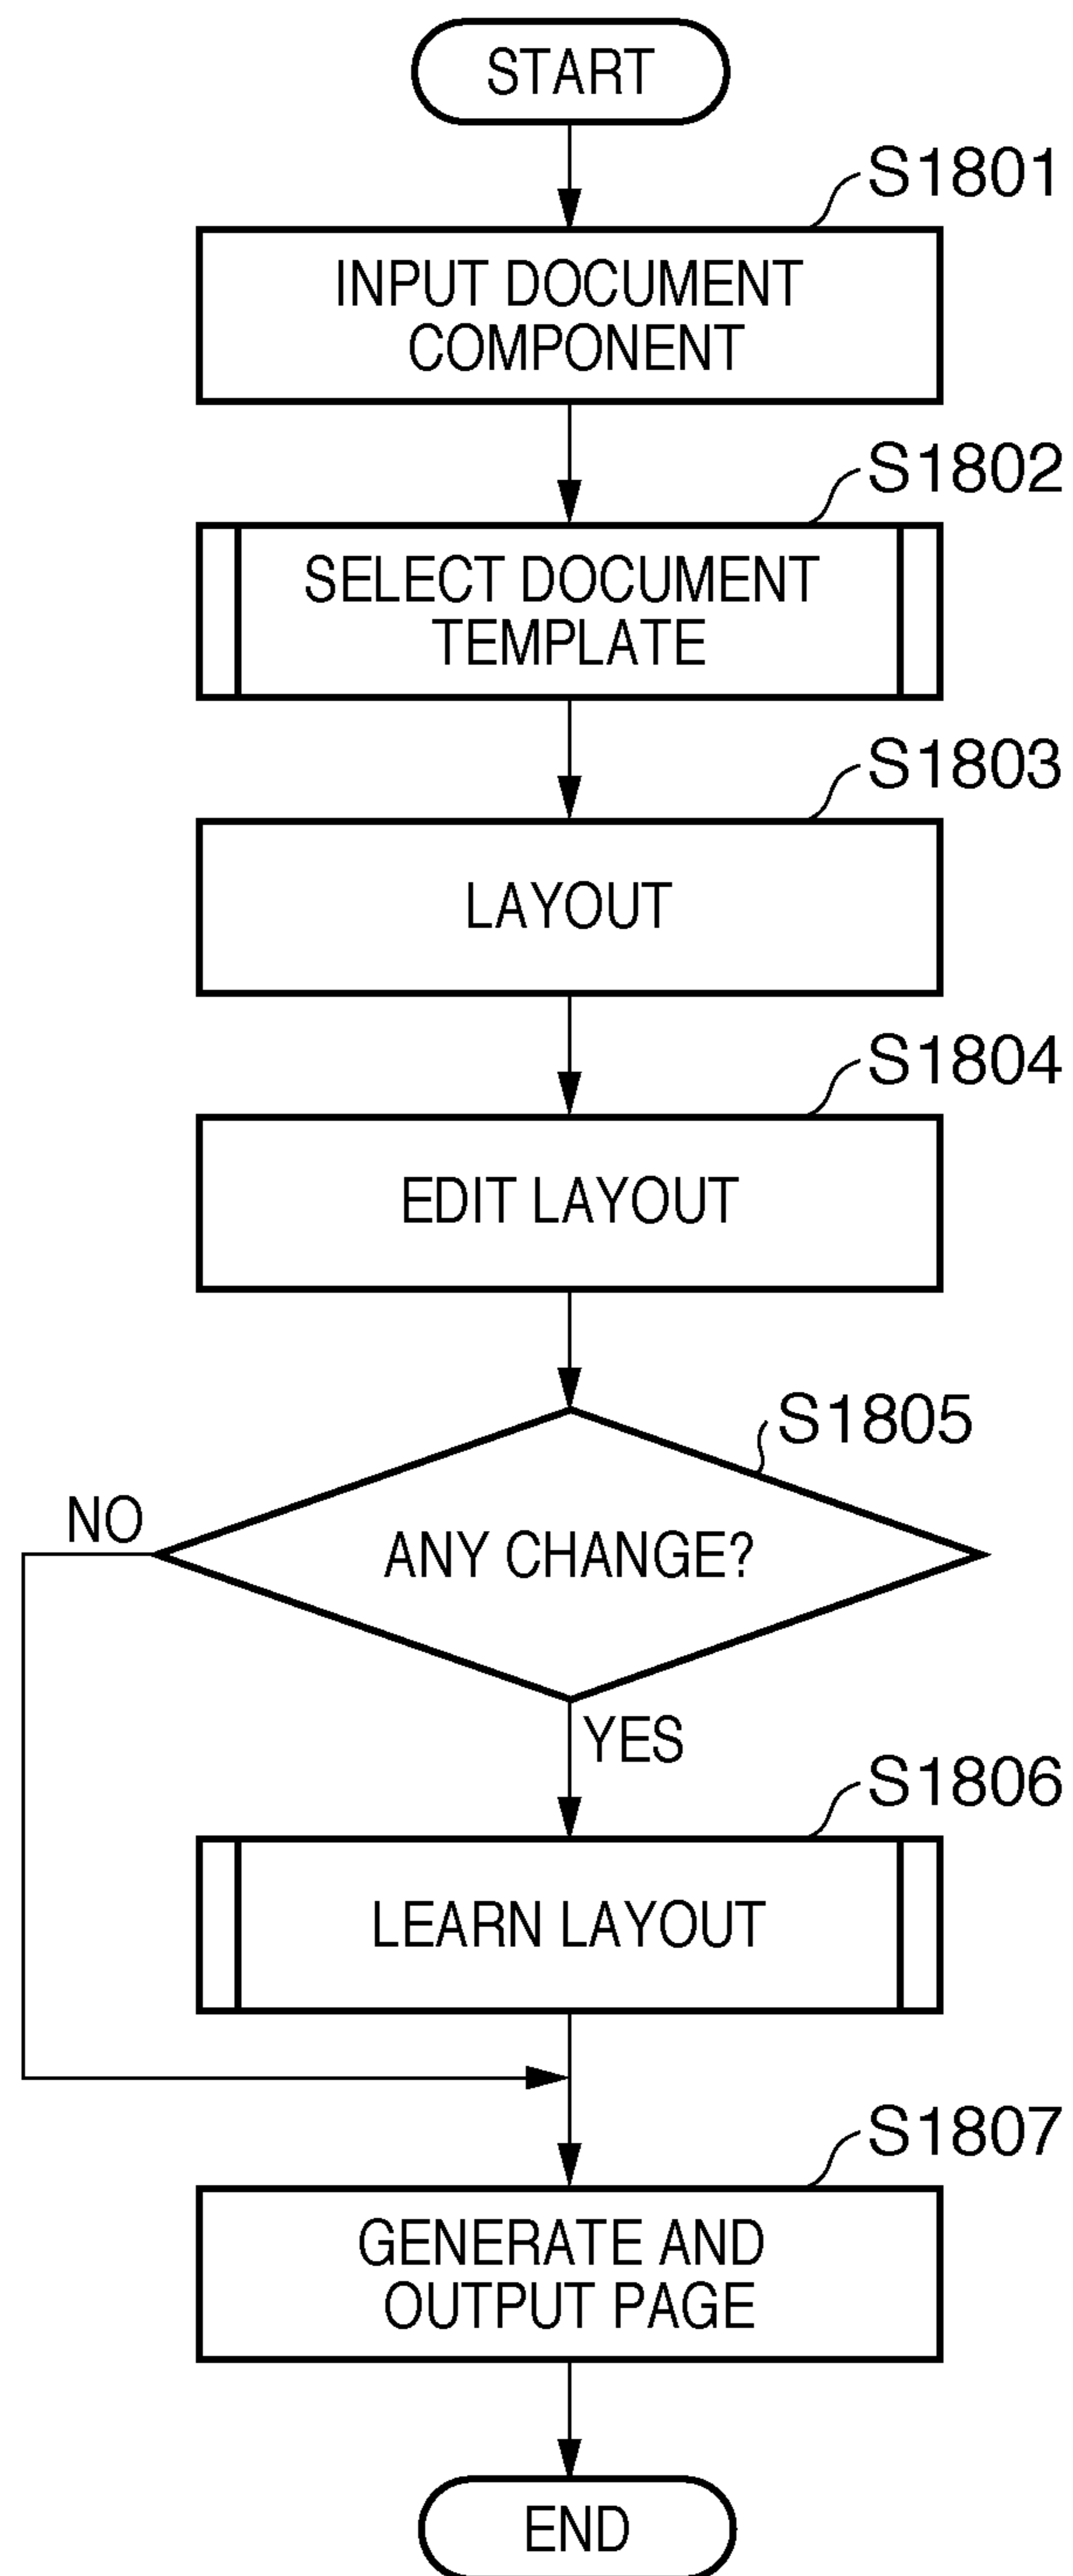 START
S1801
INPUT DOCUMENT
COMPONENT
S1802
SELECT DOCUMENT
TEMPLATE
S1803
LAYOUT
S1804
EDIT LAYOUT
S1805
NO
ANY CHANGE?
YES
S1806
LEARN LAYOUT
S1807
GENERATE AND
OUTPUT PAGE
END